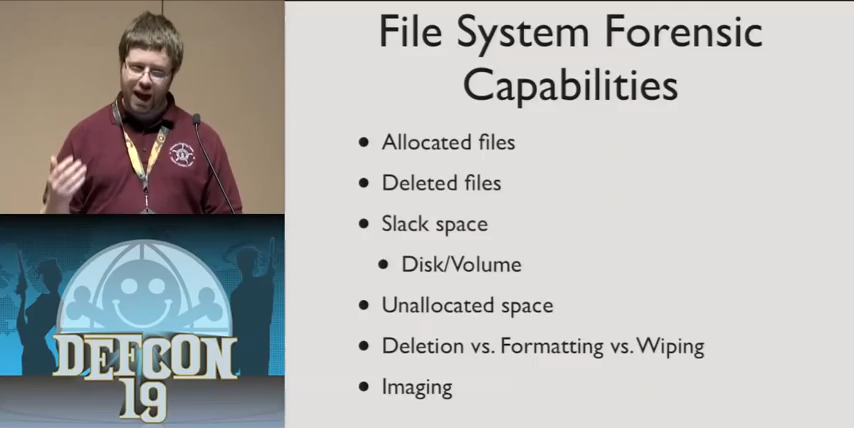 File System Forensic
Capabilities
• Allocated files
• Deleted files
• Slack space
• Disk/Volume
• Unallocated space
• Deletion vs. Formatting vs. Wiping
• Imaging
DEFCON
19